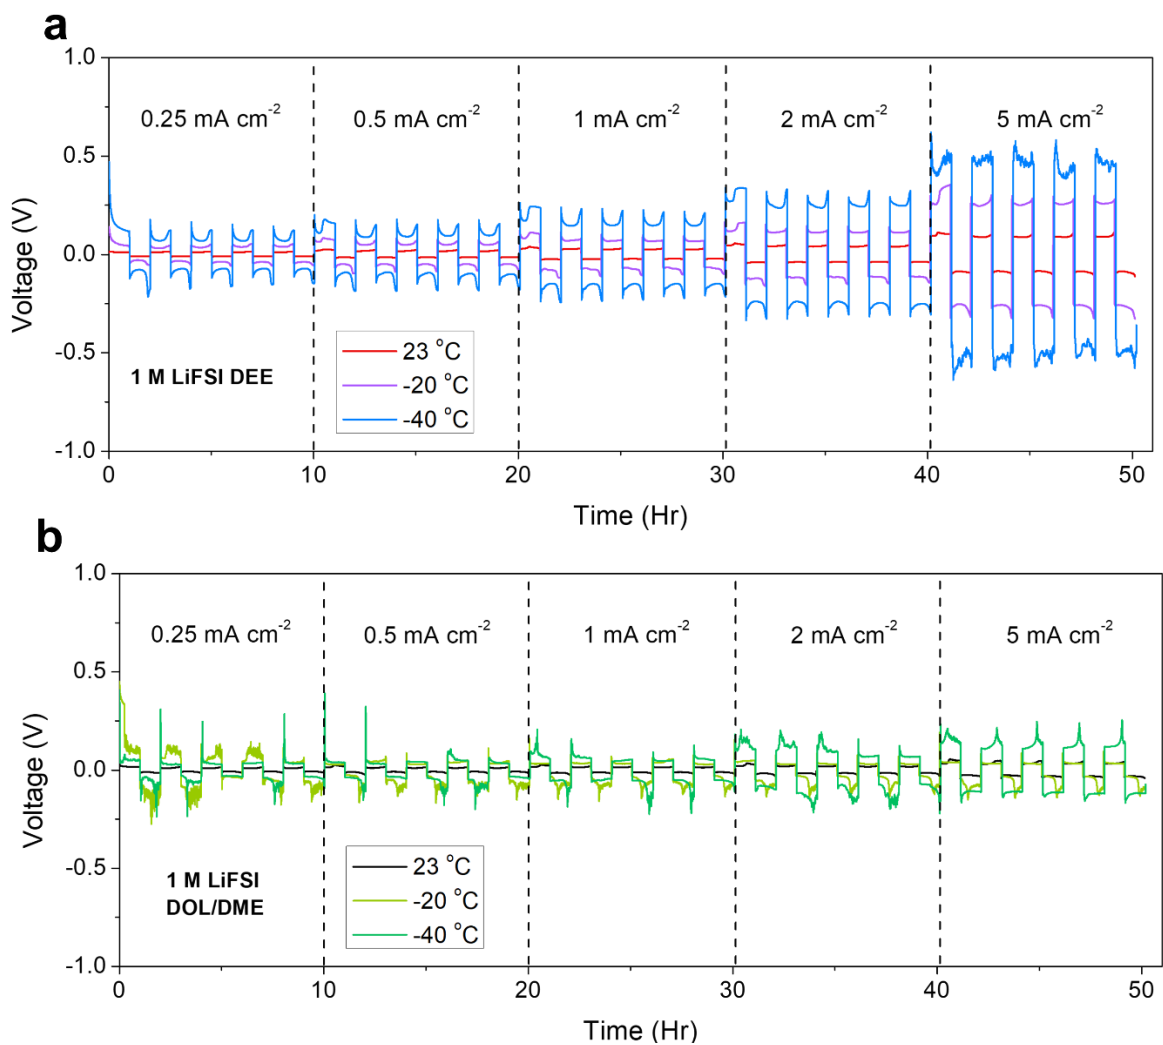 a
1.0
0.5
0.0
-0.5
-1.0
Voltage (V)
0.25 mA cm⁻²
0.5 mA cm⁻²
1 mA cm⁻²
2 mA cm⁻²
5 mA cm⁻²
1 M LiFSI DEE
23 °C
-20 °C
-40 °C
0
10
20
30
40
50
Time (Hr)
b
1.0
0.5
0.0
-0.5
-1.0
Voltage (V)
0.25 mA cm⁻²
0.5 mA cm⁻²
1 mA cm⁻²
2 mA cm⁻²
5 mA cm⁻²
1 M LiFSI
DOL/DME
23 °C
-20 °C
-40 °C
0
10
20
30
40
50
Time (Hr)